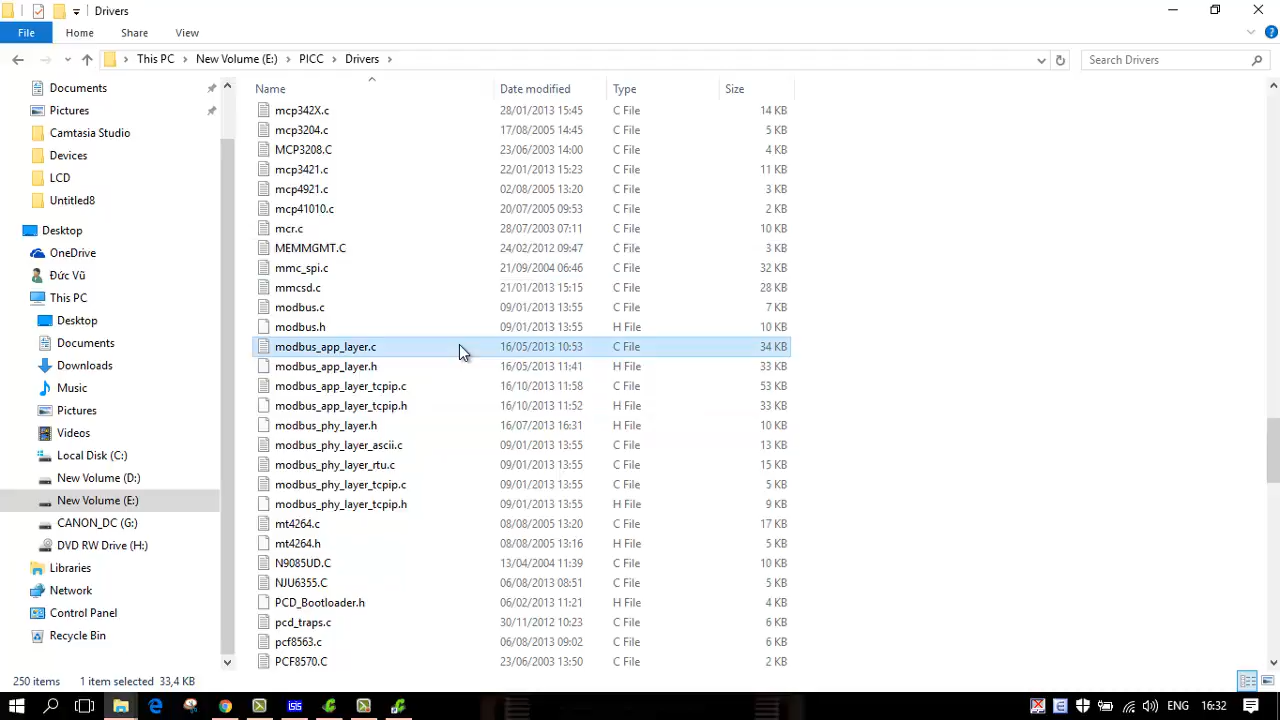 Drivers
File Home Share View
This PC New Volume (E:) PICC Drivers Search Drivers
Name Date modified Type Size
Documents
Pictures
Camtasia Studio
Devices
LCD
Untitled8
Desktop
OneDrive
Đức Vũ
This PC
Desktop
Documents
Downloads
Music
Pictures
Videos
Local Disk (C:)
New Volume (D:)
New Volume (E:)
CANON_DC (G:)
DVD RW Drive (H:)
Libraries
Network
Control Panel
Recycle Bin
mcp342X.c 28/01/2013 15:45 C File 14 KB
mcp3204.c 17/08/2005 14:45 C File 5 KB
MCP3208.C 23/06/2003 14:00 C File 4 KB
mcp3421.c 22/01/2013 15:23 C File 11 KB
mcp4921.c 02/08/2005 13:20 C File 3 KB
mcp41010.c 20/07/2005 09:53 C File 2 KB
mcr.c 28/07/2003 07:11 C File 10 KB
MEMMGMT.C 24/02/2012 09:47 C File 3 KB
mmc_spi.c 21/09/2004 06:46 C File 32 KB
mmcsd.c 21/01/2013 15:15 C File 28 KB
modbus.c 09/01/2013 13:55 C File 7 KB
modbus.h 09/01/2013 13:55 H File 10 KB
modbus_app_layer.c 16/05/2013 10:53 C File 34 KB
modbus_app_layer.h 16/05/2013 11:41 H File 33 KB
modbus_app_layer_tcpip.c 16/10/2013 11:58 C File 53 KB
modbus_app_layer_tcpip.h 16/10/2013 11:52 H File 33 KB
modbus_phy_layer.h 16/07/2013 16:31 H File 10 KB
modbus_phy_layer_ascii.c 09/01/2013 13:55 C File 13 KB
modbus_phy_layer_rtu.c 09/01/2013 13:55 C File 15 KB
modbus_phy_layer_tcpip.c 09/01/2013 13:55 C File 5 KB
modbus_phy_layer_tcpip.h 09/01/2013 13:55 H File 9 KB
mt4264.c 08/08/2005 13:20 C File 17 KB
mt4264.h 08/08/2005 13:16 H File 5 KB
N9085UD.C 13/04/2004 11:39 C File 10 KB
NJU6355.C 06/08/2013 08:51 C File 5 KB
PCD_Bootloader.h 06/02/2013 11:21 H File 4 KB
pcd_traps.c 30/11/2012 10:23 C File 6 KB
pcf8563.c 06/08/2013 09:02 C File 6 KB
PCF8570.C 23/06/2003 13:50 C File 2 KB
250 items 1 item selected 33,4 KB
ENG 16:32